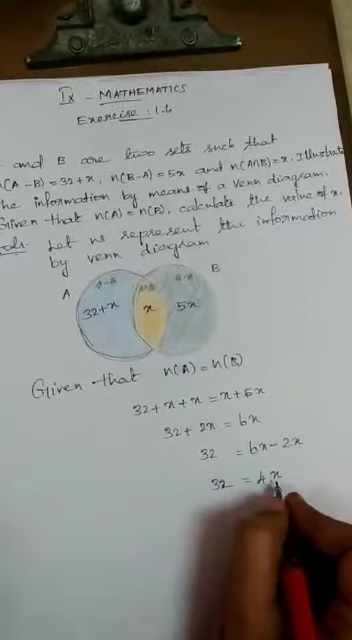 IX - MATHEMATICS
Exercise : 1.6
and B are two sets such that
n(A - B) = 32+x, n(B-A) = 5x and n(A∩B) = x. Illustrate
the information by means of a venn diagram.
Given that n(A) = n(B), calculate the value of x.
Soln. Let us represent the information
by venn diagram
A B
A-B A∩B B-A
32+x x 5x
Given that n(A) = n(B)
32+x+x = x+5x
32+2x = 6x
32 = 6x-2x
32 = 4x